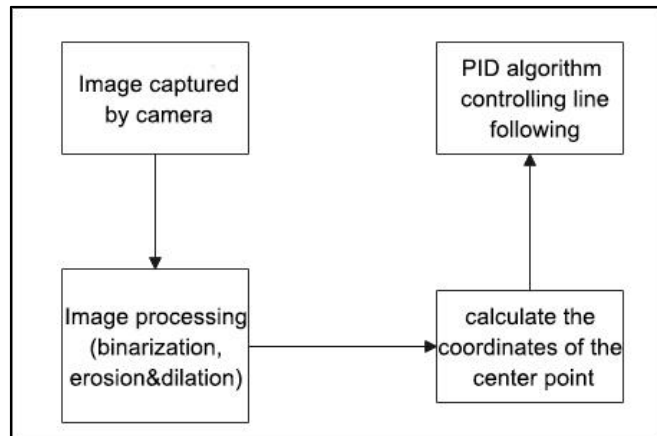 Image captured
by camera
Image processing
(binarization,
erosion&dilation)
calculate the
coordinates of the
center point
PID algorithm
controlling line
following